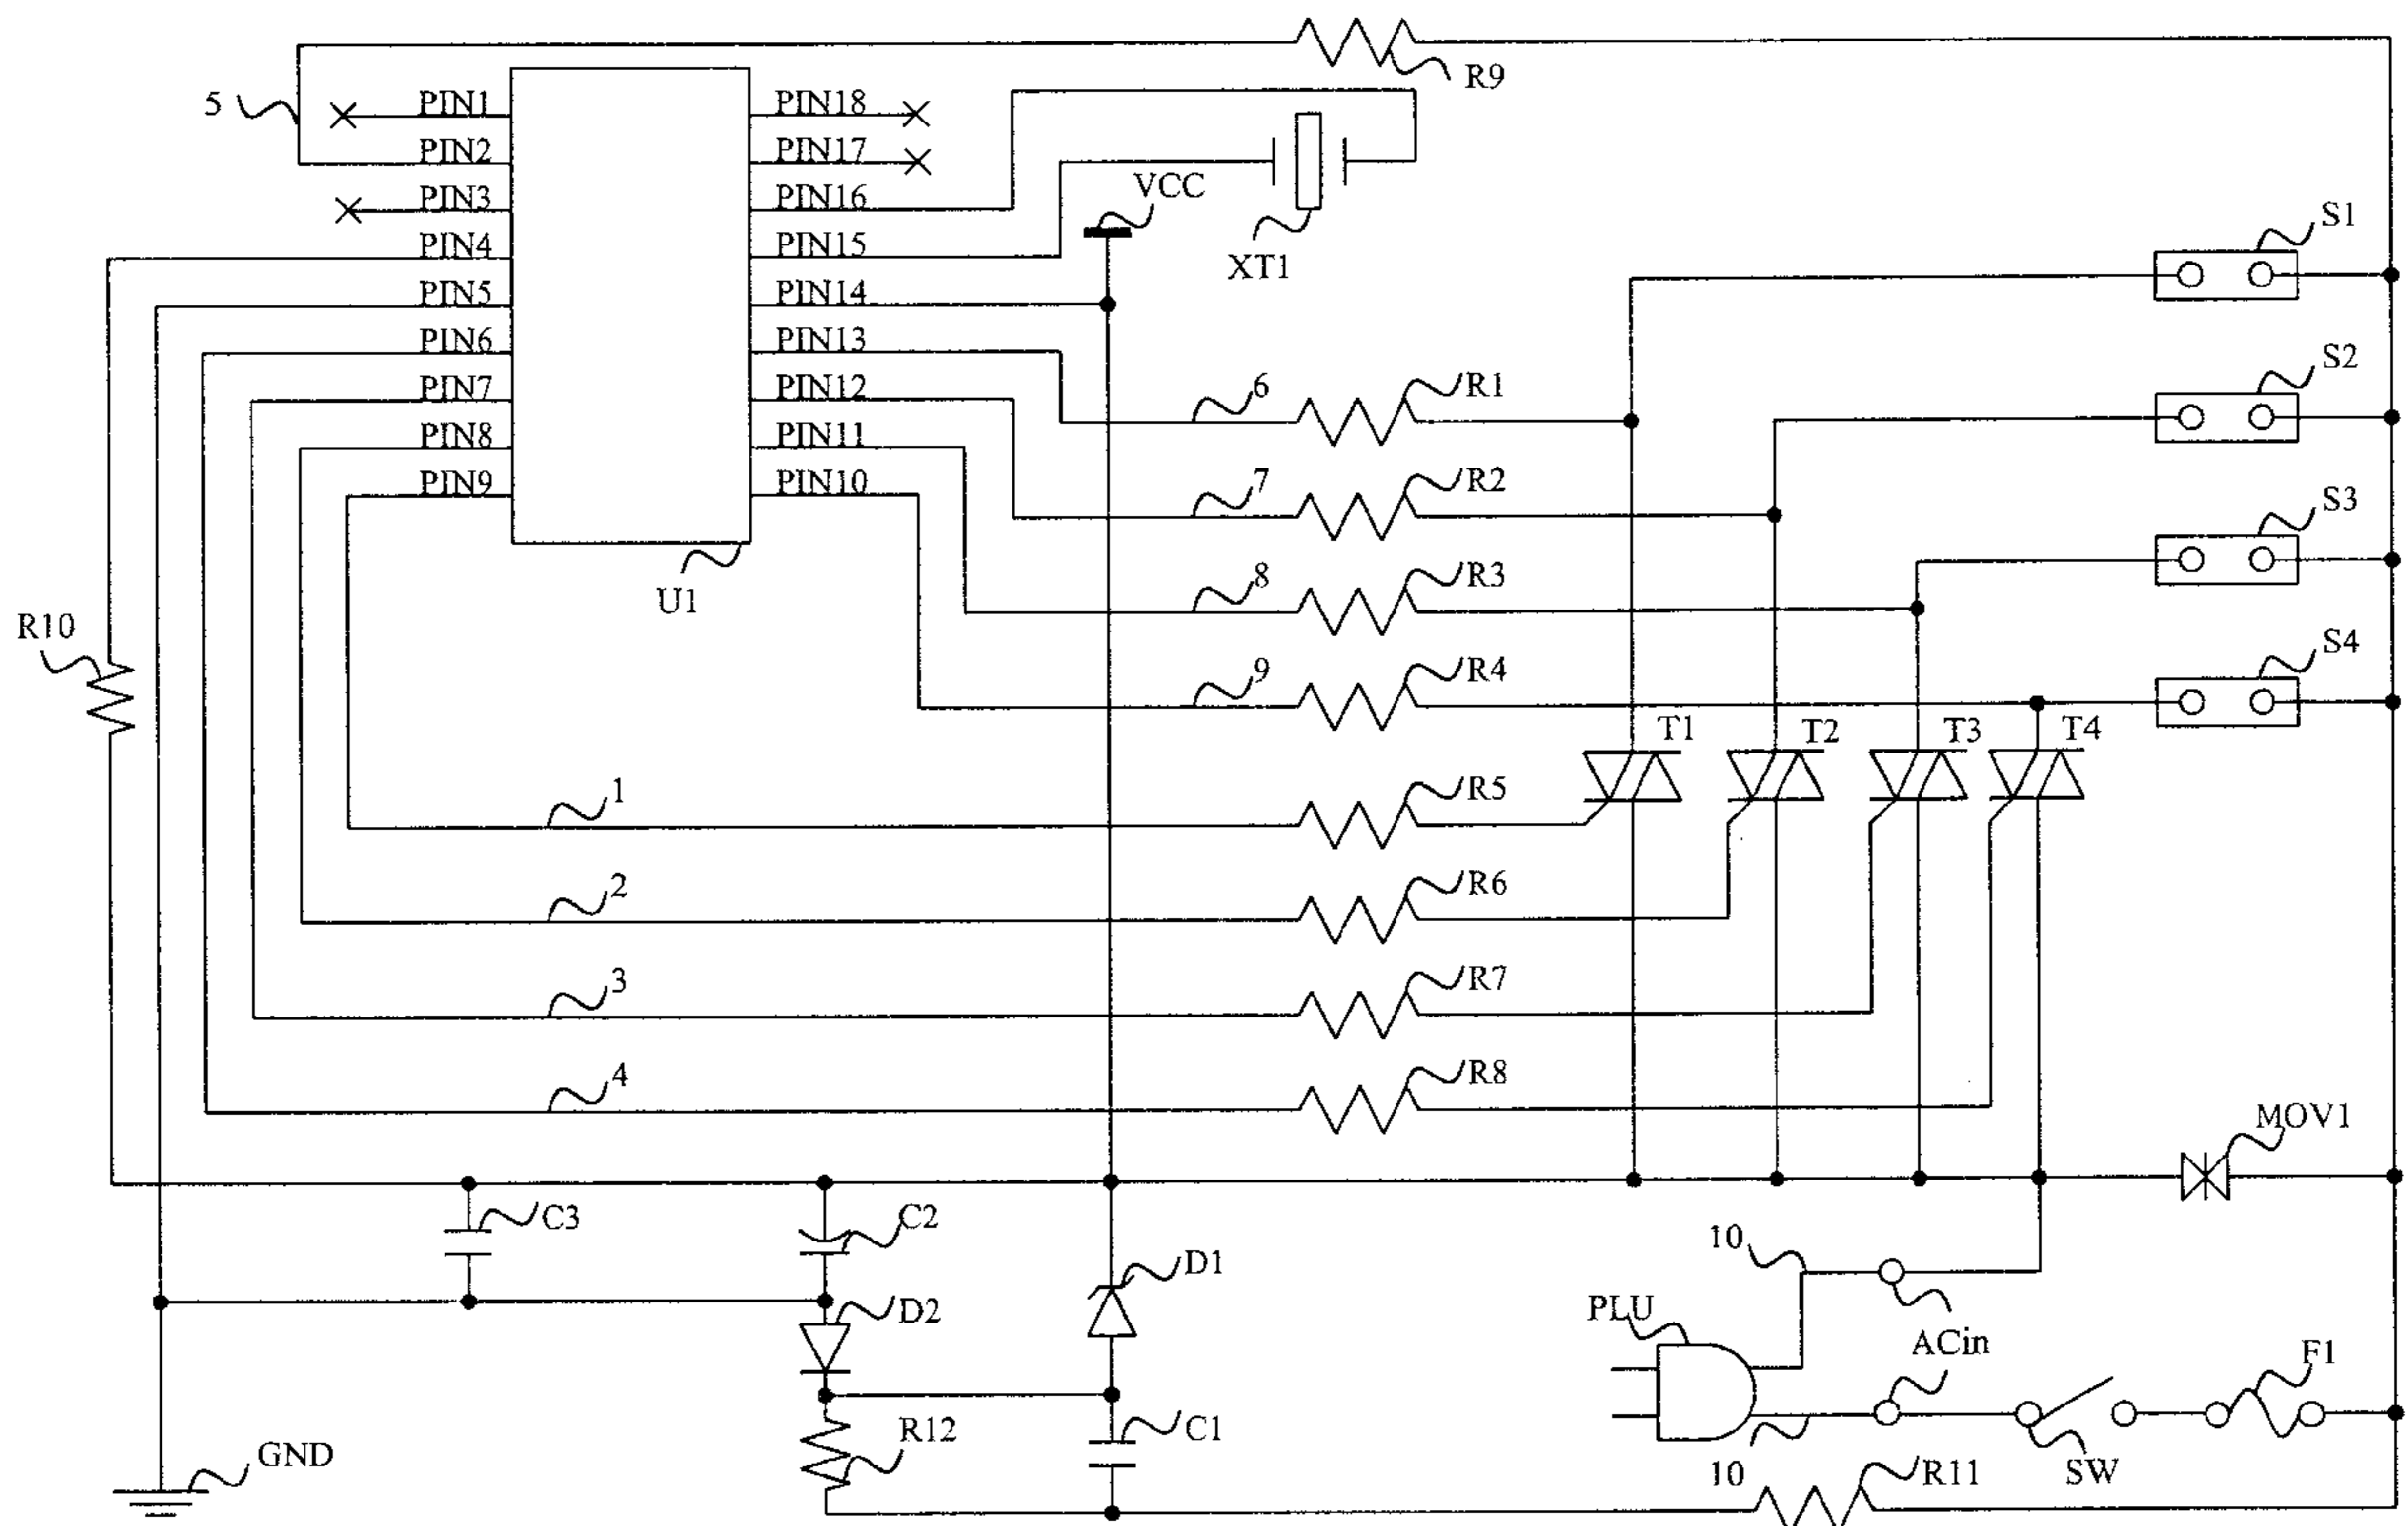 R9
5
PIN1
PIN18
PIN2
PIN17
PIN3
PIN16
VCC
PIN4
PIN15
XT1
S1
PIN5
PIN14
PIN6
PIN13
PIN7
PIN12
6
R1
S2
PIN8
PIN11
PIN9
PIN10
7
R2
S3
U1
8
R3
R10
9
R4
S4
T1
T2
T3
T4
1
R5
2
R6
3
R7
4
R8
MOV1
C3
C2
10
D1
D2
PLU
ACin
F1
R12
C1
GND
10
SW
R11